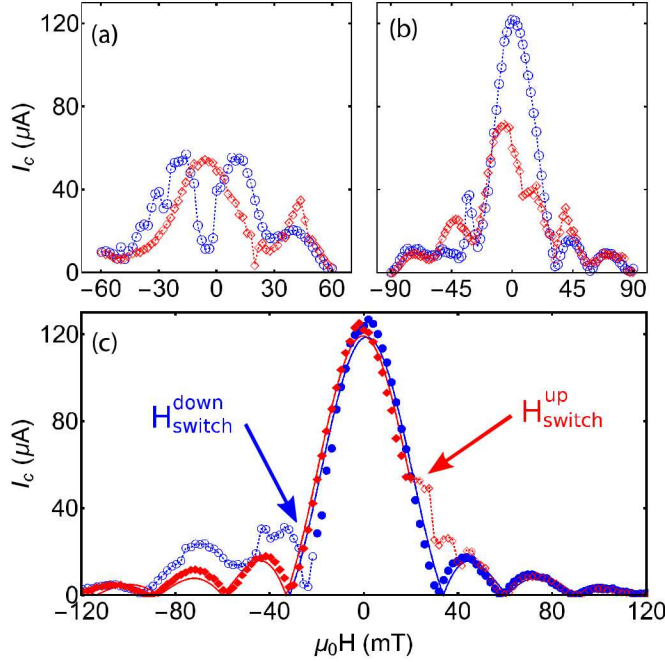 (a)
(b)
I_c (μA)
120
80
40
0
−60 −30 0 30 60
−90 −45 0 45 90
(c)
I_c (μA)
120
80
40
0
H^down_switch
H^up_switch
−120 −80 −40 0 40 80 120
μ₀H (mT)